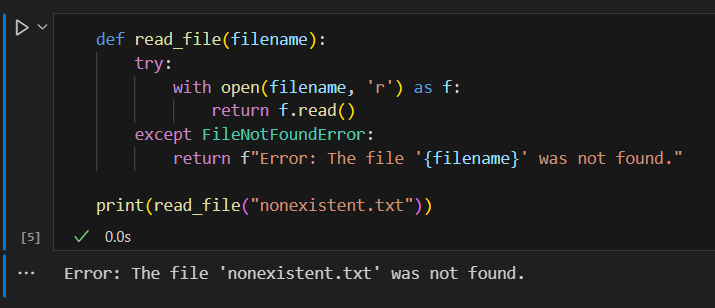 def read_file(filename):
    try:
        with open(filename, 'r') as f:
            return f.read()
    except FileNotFoundError:
        return f"Error: The file '{filename}' was not found."

print(read_file("nonexistent.txt"))
[5] 0.0s
Error: The file 'nonexistent.txt' was not found.